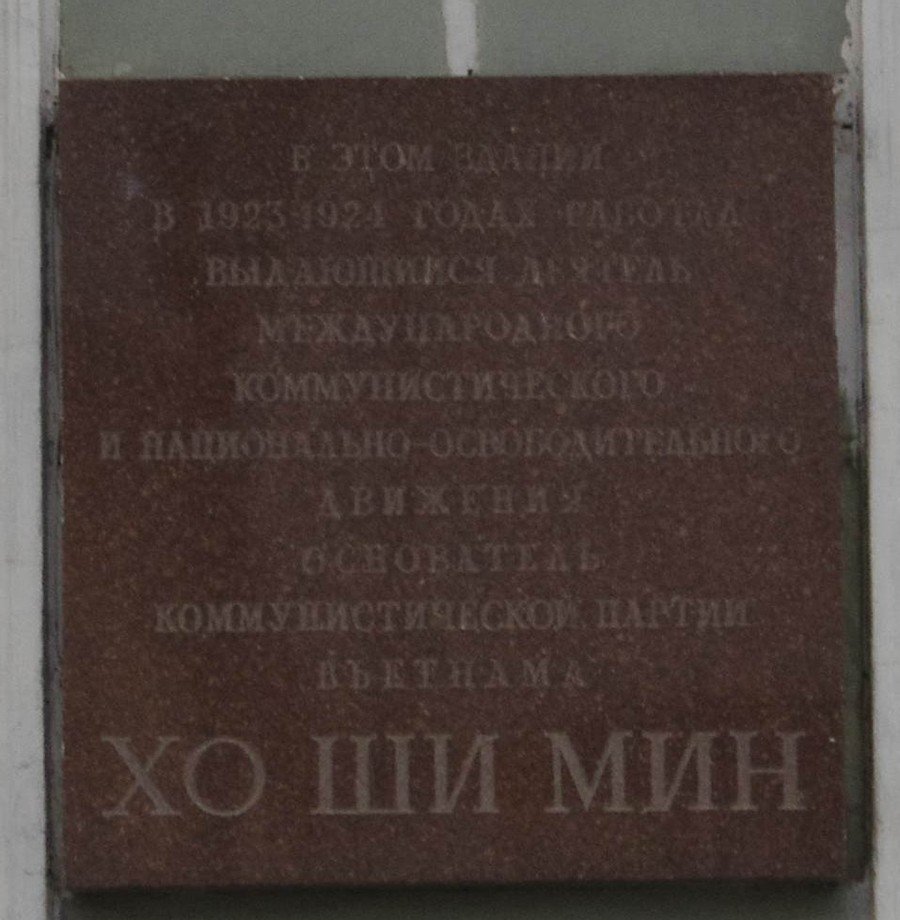 В ЭТОМ ЗДАНИИ
В 1923-1924 ГОДАХ РАБОТАЛ
ВЫДАЮЩИЙСЯ ДЕЯТЕЛЬ
МЕЖДУНАРОДНОГО
КОММУНИСТИЧЕСКОГО
И НАЦИОНАЛЬНО-ОСВОБОДИТЕЛЬНОГО
ДВИЖЕНИЯ
ОСНОВАТЕЛЬ
КОММУНИСТИЧЕСКОЙ ПАРТИИ
ВЬЕТНАМА
ХО ШИ МИН